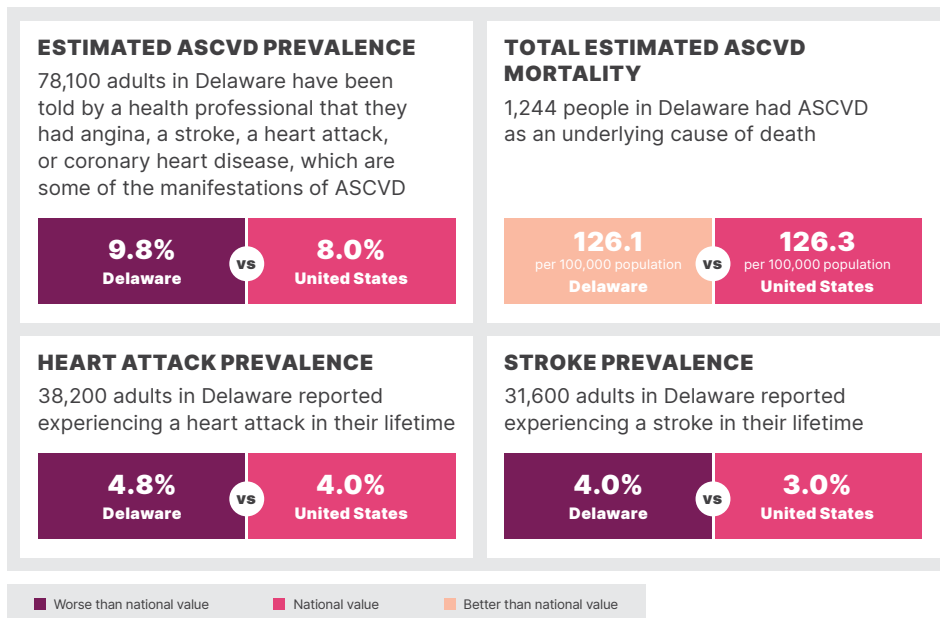 ESTIMATED ASCVD PREVALENCE
78,100 adults in Delaware have been
told by a health professional that they
had angina, a stroke, a heart attack,
or coronary heart disease, which are
some of the manifestations of ASCVD
9.8%
Delaware
vs
8.0%
United States
TOTAL ESTIMATED ASCVD
MORTALITY
1,244 people in Delaware had ASCVD
as an underlying cause of death
126.1
per 100,000 population
Delaware
vs
126.3
per 100,000 population
United States
HEART ATTACK PREVALENCE
38,200 adults in Delaware reported
experiencing a heart attack in their lifetime
4.8%
Delaware
vs
4.0%
United States
STROKE PREVALENCE
31,600 adults in Delaware reported
experiencing a stroke in their lifetime
4.0%
Delaware
vs
3.0%
United States
Worse than national value
National value
Better than national value